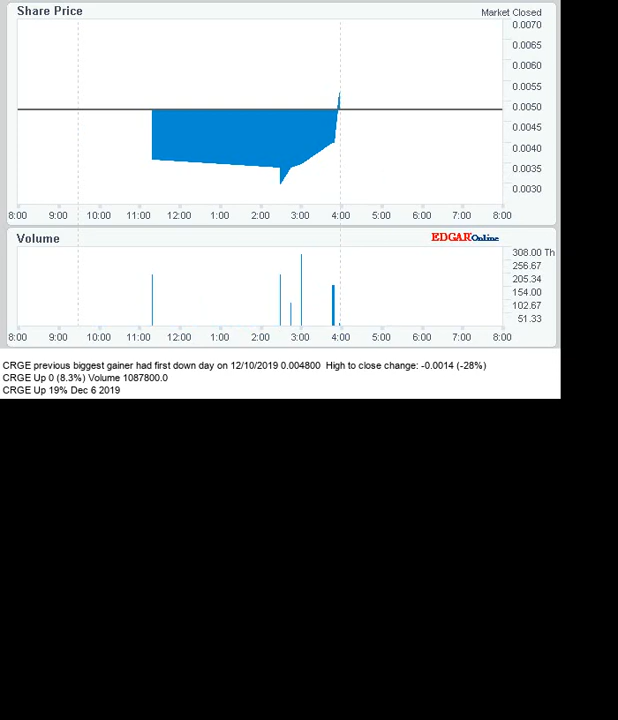 Share Price
Market Closed
0.0070
0.0065
0.0060
0.0055
0.0050
0.0045
0.0040
0.0035
0.0030
8:00 9:00 10:00 11:00 12:00 1:00 2:00 3:00 4:00 5:00 6:00 7:00 8:00
Volume
EDGAROnline
308.00 Th
256.67
205.34
154.00
102.67
51.33
8:00 9:00 10:00 11:00 12:00 1:00 2:00 3:00 4:00 5:00 6:00 7:00 8:00
CRGE previous biggest gainer had first down day on 12/10/2019 0.004800 High to close change: -0.0014 (-28%)
CRGE Up 0 (8.3%) Volume 1087800.0
CRGE Up 19% Dec 6 2019